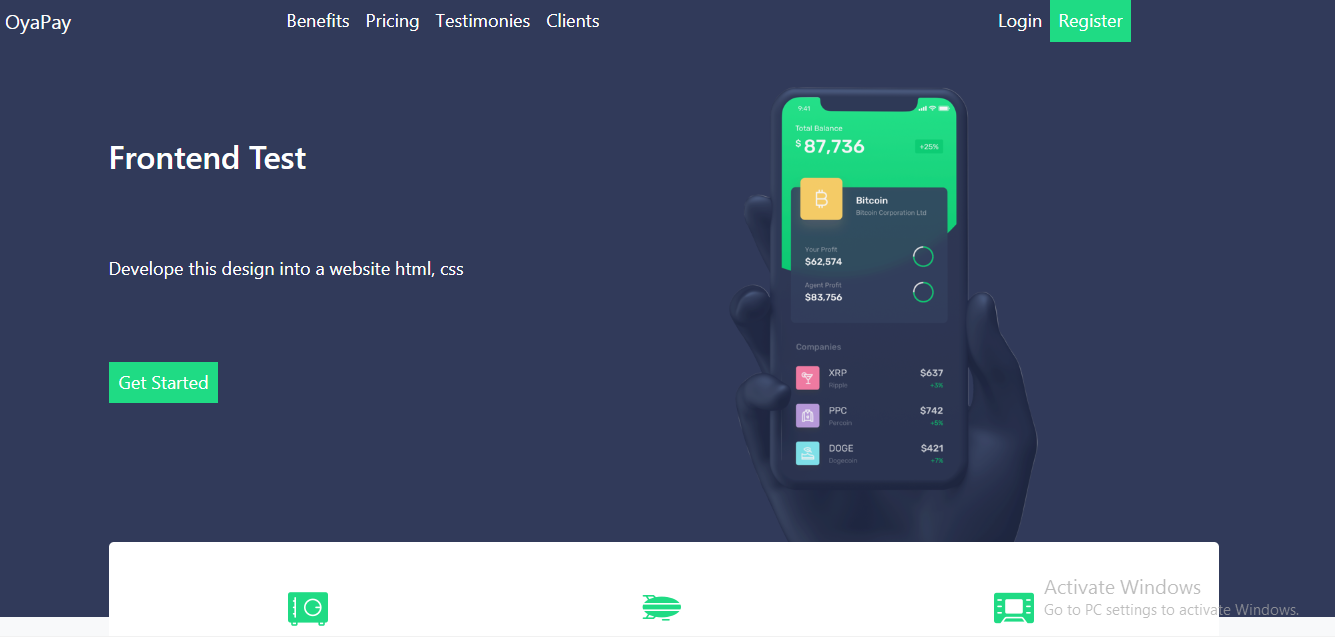 OyaPay
Benefits Pricing Testimonies Clients
Login Register
Frontend Test
Develope this design into a website html, css
Get Started
9:41
Total Balance
$87,736
+25%
Bitcoin
Bitcoin Corporation Ltd
Your Profit
$62,574
Agent Profit
$83,756
Companies
XRP $637
Ripple +3%
PPC $742
+5%
DOGE $421
Dogecoin +7%
Activate Windows
Go to PC settings to activate Windows.